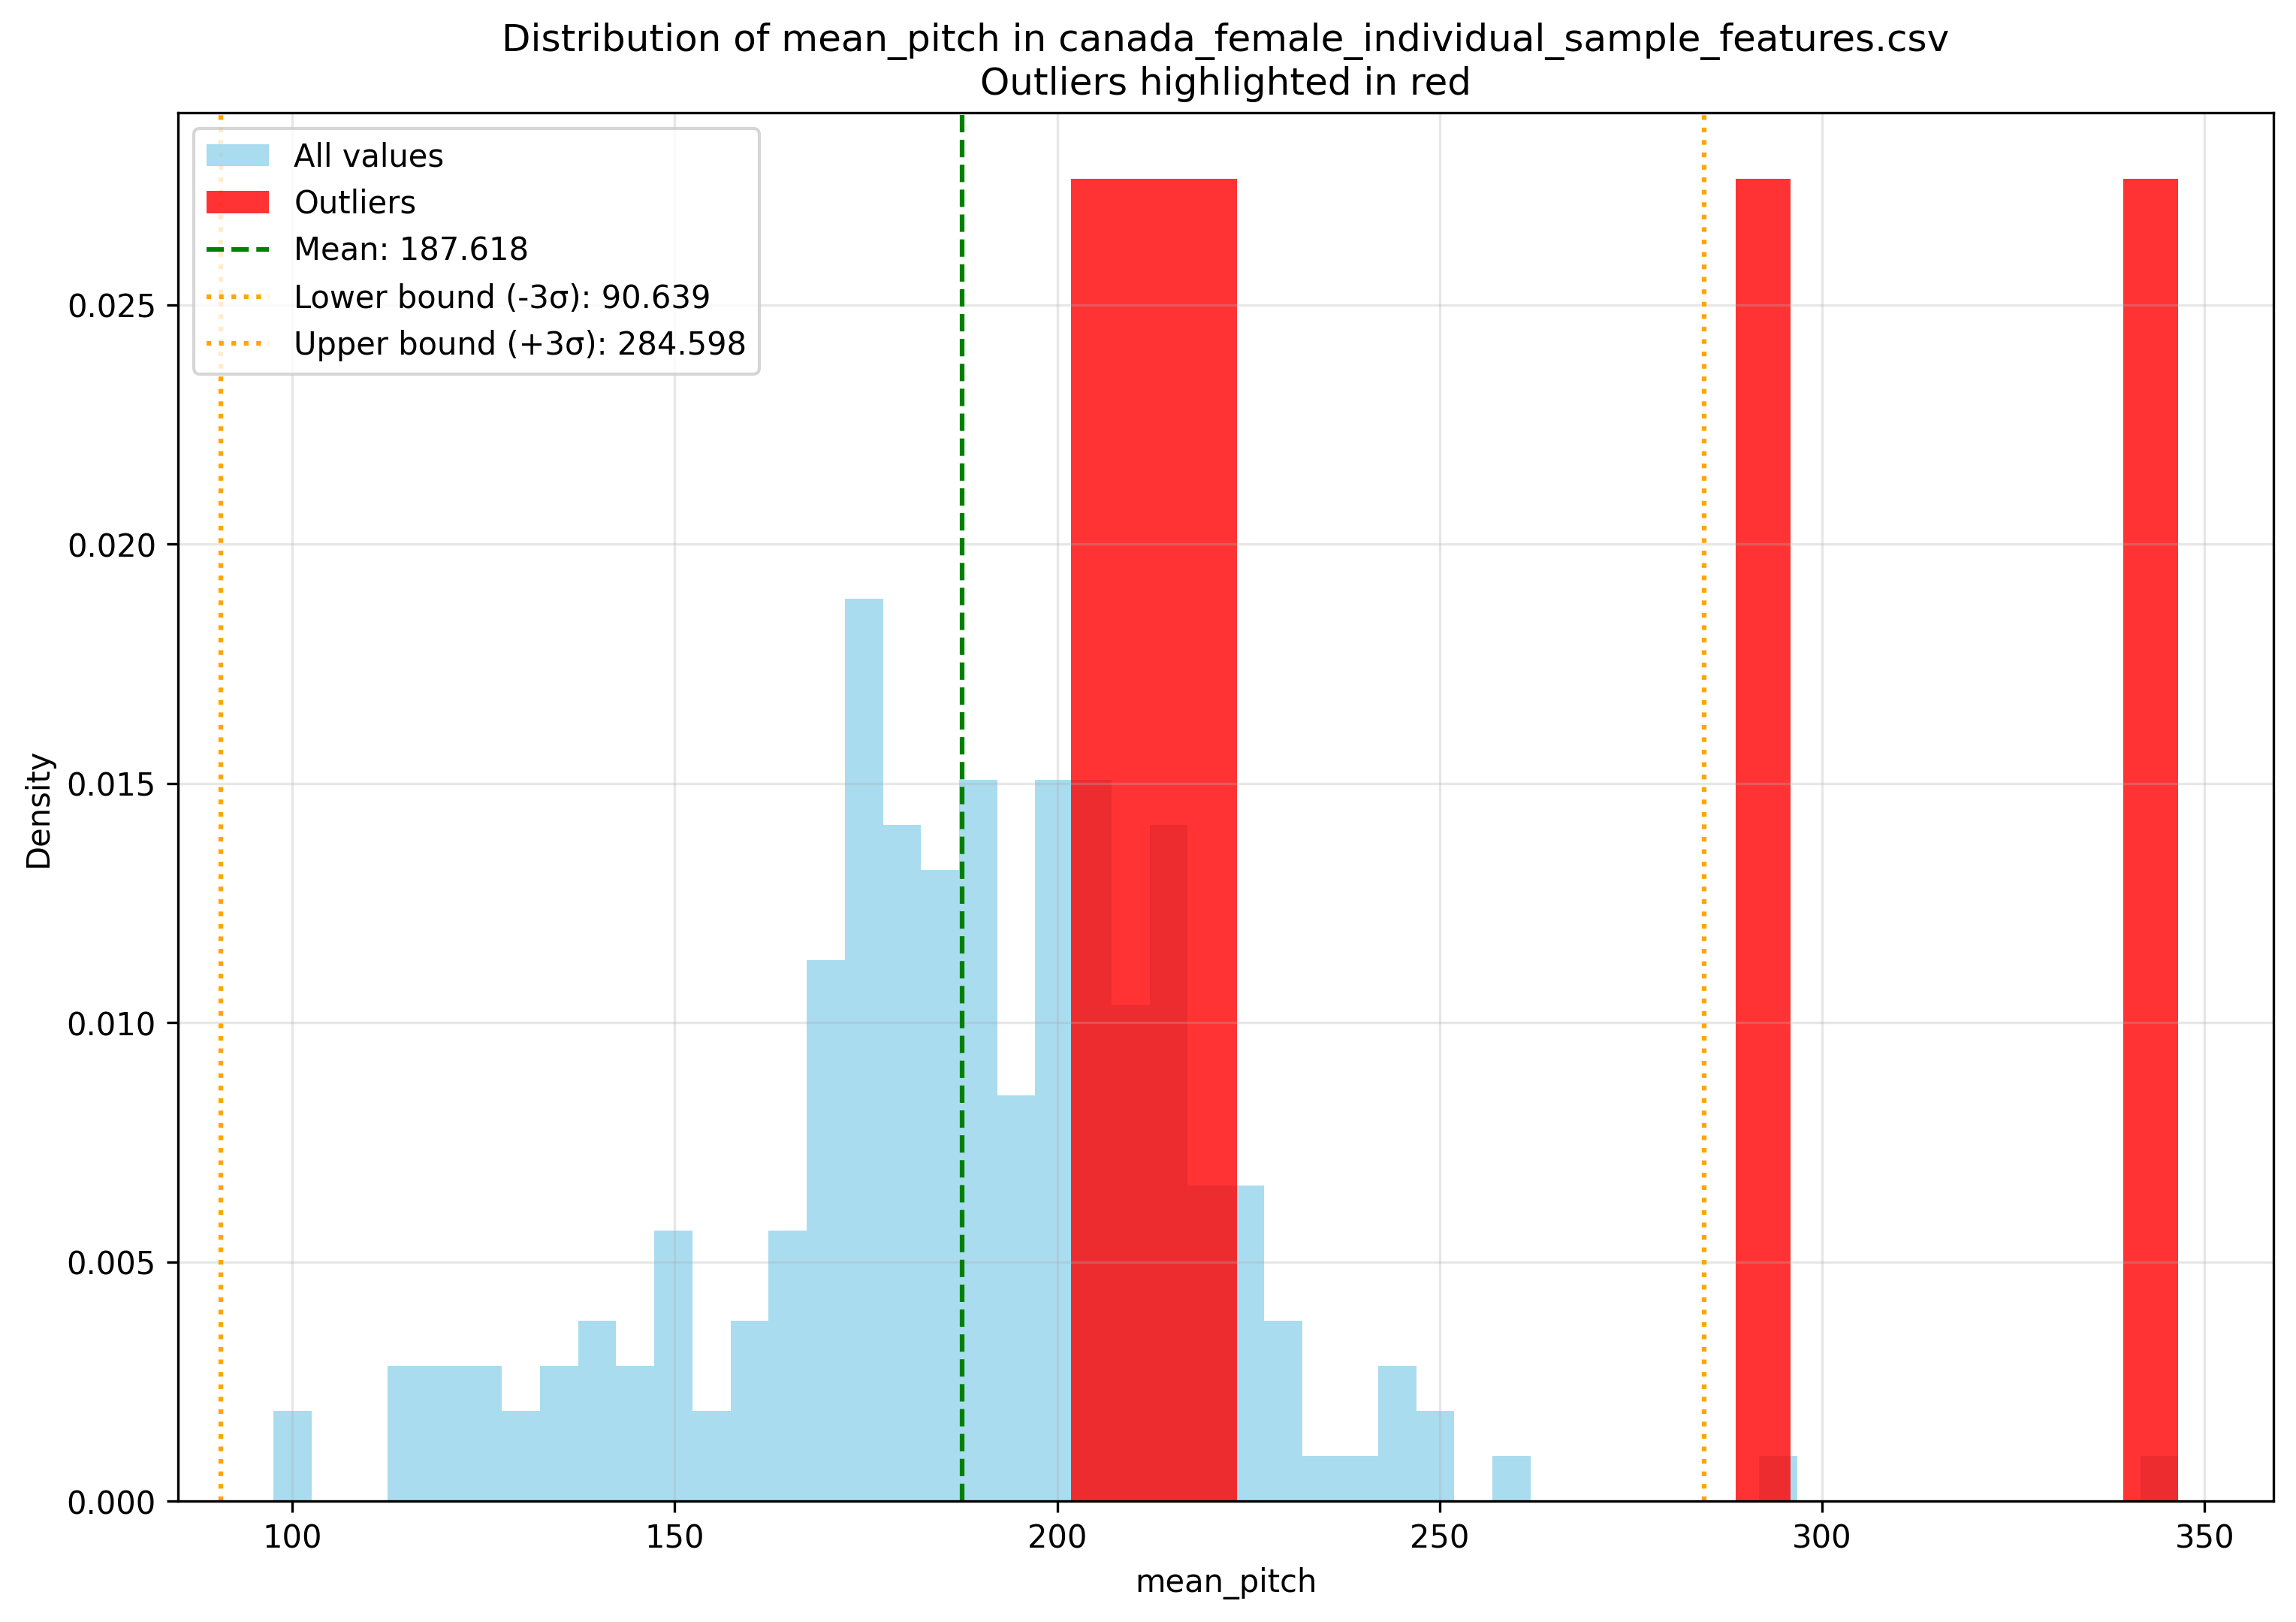 Distribution of mean_pitch in canada_female_individual_sample_features.csv
Outliers highlighted in red
All values
Outliers
Mean: 187.618
Lower bound (-3σ): 90.639
Upper bound (+3σ): 284.598
Density
0.025
0.020
0.015
0.010
0.005
0.000
100
150
200
250
300
350
mean_pitch